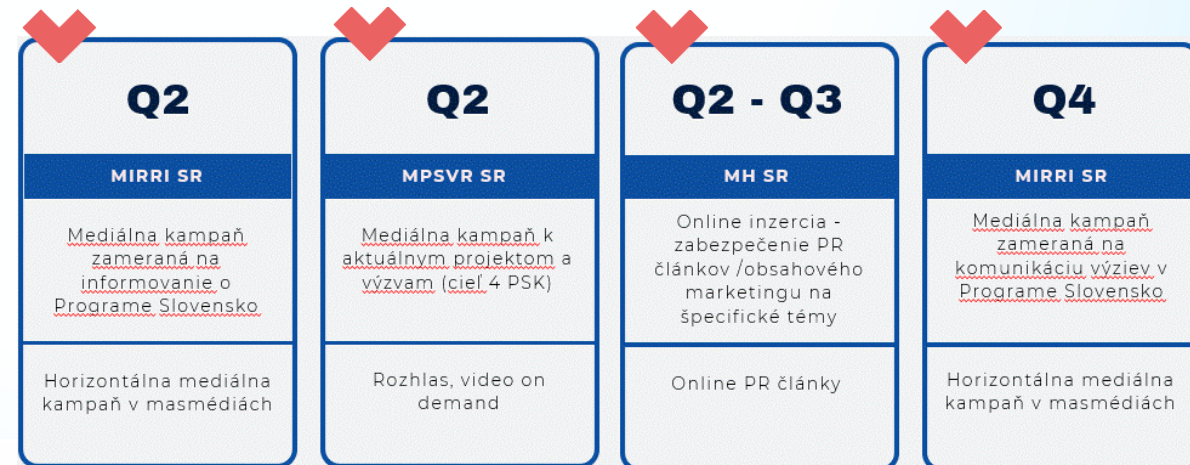 Q2
MIRRI SR
Mediálna kampaň
zameraná na
informovanie o
Programe Slovensko
Horizontálna mediálna
kampaň v masmédiách
Q2
MPSVR SR
Mediálna kampaň k
aktuálnym projektom a
výzvam (cieľ 4 PSK)
Rozhlas, video on
demand
Q2 - Q3
MH SR
Online inzercia -
zabezpečenie PR
článkov /obsahového
marketingu na
špecifické témy
Online PR články
Q4
MIRRI SR
Mediálna kampaň
zameraná na
komunikáciu výziev v
Programe Slovensko
Horizontálna mediálna
kampaň v masmédiách